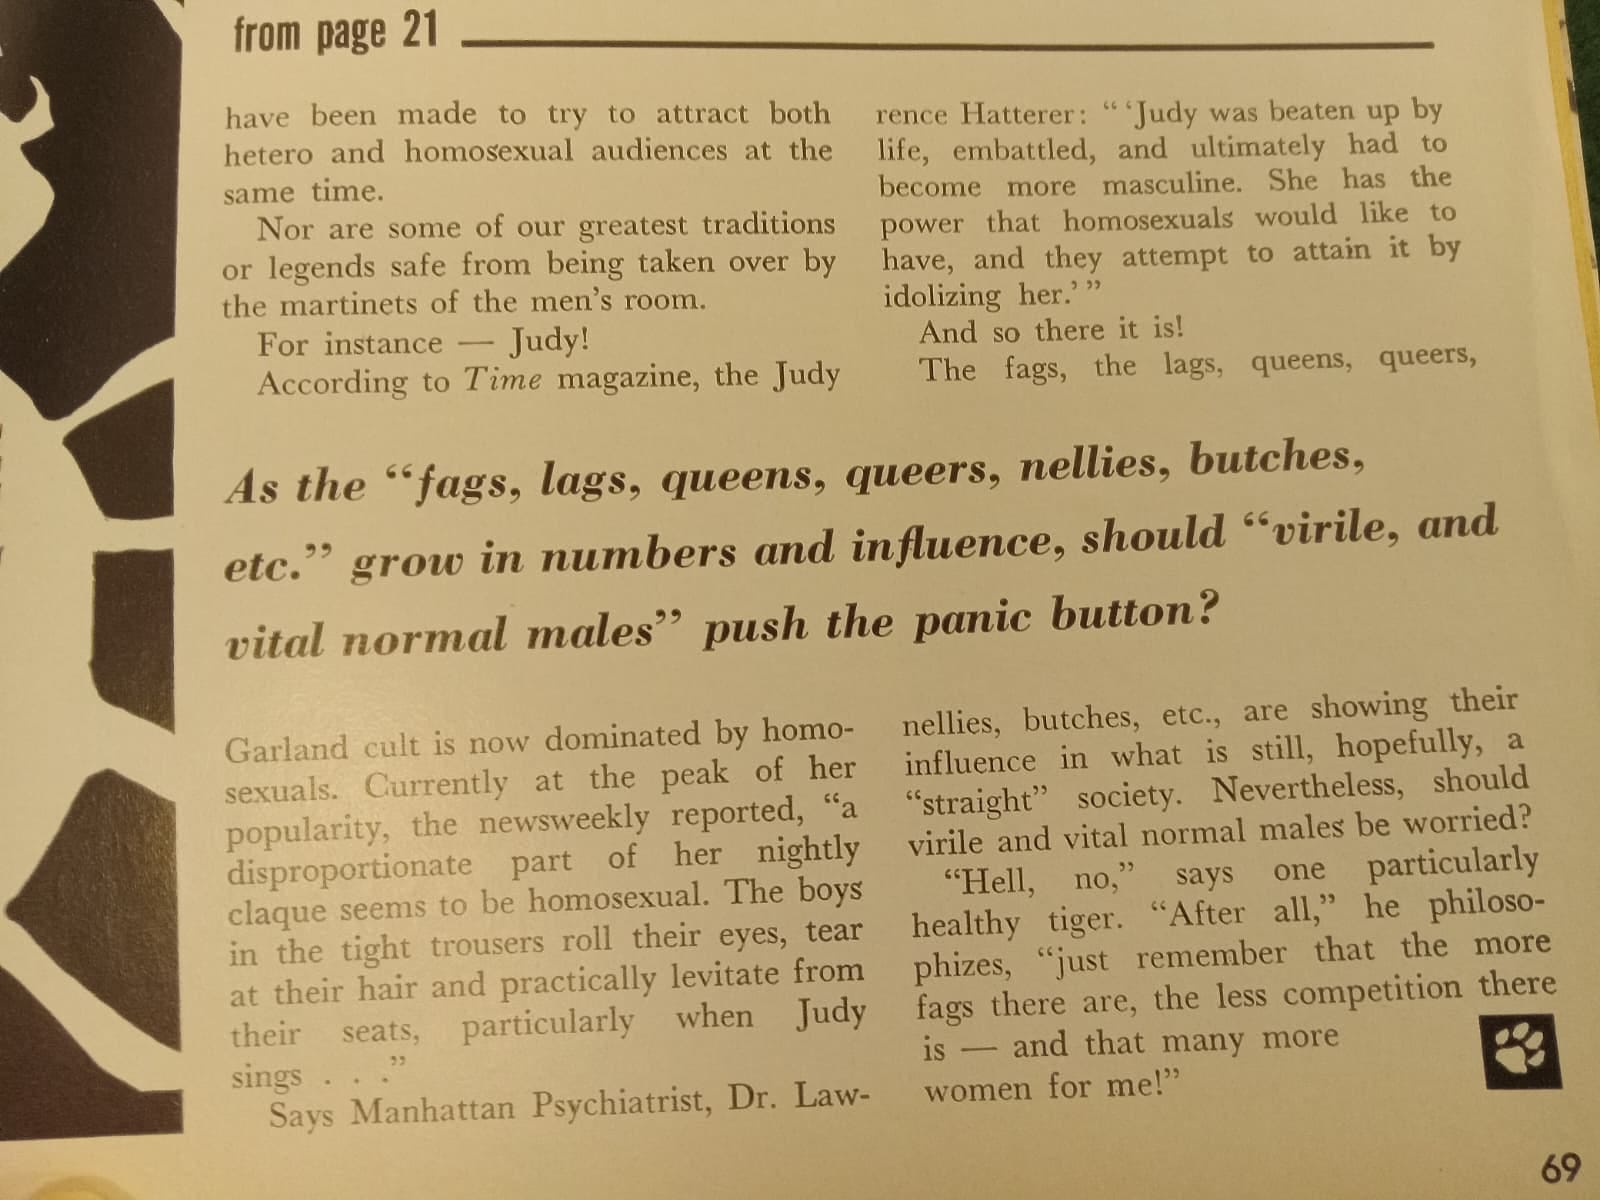 from page 21
have been made to try to attract both
hetero and homosexual audiences at the
same time.
Nor are some of our greatest traditions
or legends safe from being taken over by
the martinets of the men's room.
For instance — Judy!
According to Time magazine, the Judy
As the “fags, lags, queens, queers, nellies, butches,
etc.” grow in numbers and influence, should “virile, and
vital normal males” push the panic button?
Garland cult is now dominated by homo-
sexuals. Currently at the peak of her
popularity, the newsweekly reported, “a
disproportionate part of her nightly
claque seems to be homosexual. The boys
in the tight trousers roll their eyes, tear
at their hair and practically levitate from
their seats, particularly when Judy
sings . . .”
Says Manhattan Psychiatrist, Dr. Law-
rence Hatterer: “ ‘Judy was beaten up by
life, embattled, and ultimately had to
become more masculine. She has the
power that homosexuals would like to
have, and they attempt to attain it by
idolizing her.’ ”
And so there it is!
The fags, the lags, queens, queers,
nellies, butches, etc., are showing their
influence in what is still, hopefully, a
“straight” society. Nevertheless, should
virile and vital normal males be worried?
“Hell, no,” says one particularly
healthy tiger. “After all,” he philoso-
phizes, “just remember that the more
fags there are, the less competition there
is — and that many more
women for me!”
69